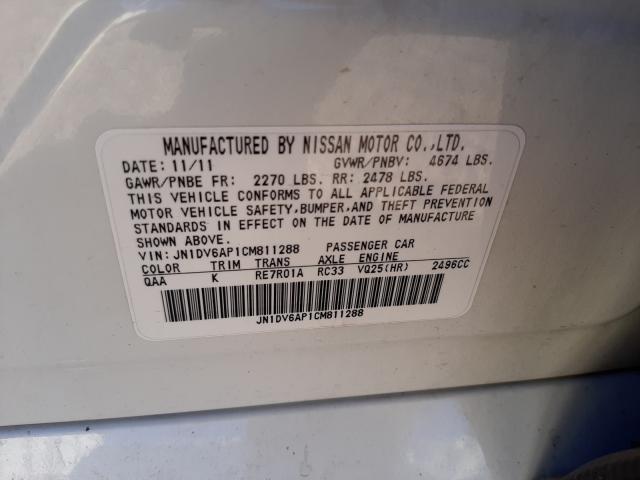 MANUFACTURED BY NISSAN MOTOR CO.,LTD.
DATE: 11/11 GVWR/PNBV: 4674 LBS.
GAWR/PNBE FR: 2270 LBS. RR: 2478 LBS.
THIS VEHICLE CONFORMS TO ALL APPLICABLE FEDERAL
MOTOR VEHICLE SAFETY,BUMPER,AND THEFT PREVENTION
STANDARDS IN EFFECT ON THE DATE OF MANUFACTURE
SHOWN ABOVE.
VIN: JN1DV6AP1CM811288 PASSENGER CAR
COLOR TRIM TRANS AXLE ENGINE
QAA K RE7R01A RC33 VQ25(HR) 2496CC
JN1DV6AP1CM811288